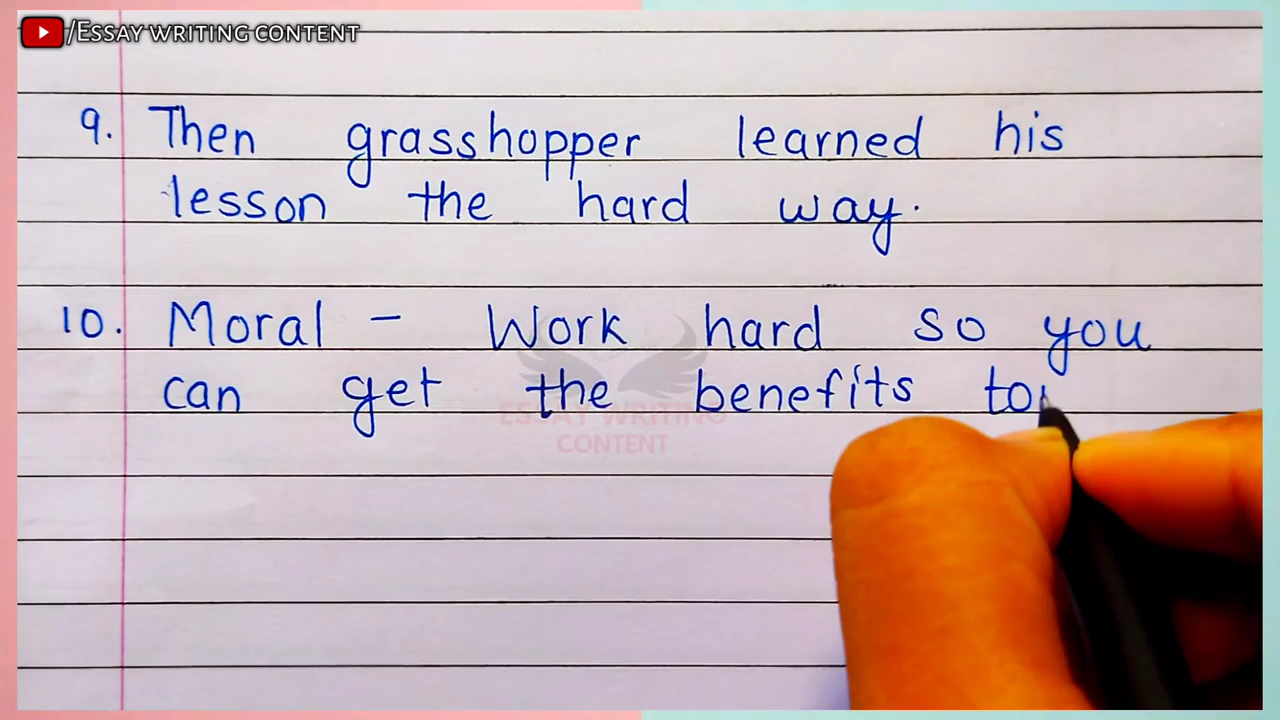 /ESSAY WRITING CONTENT
9. Then grasshopper learned his
lesson the hard way.
10. Moral - Work hard so you
can get the benefits
ESSAY WRITING
CONTENT